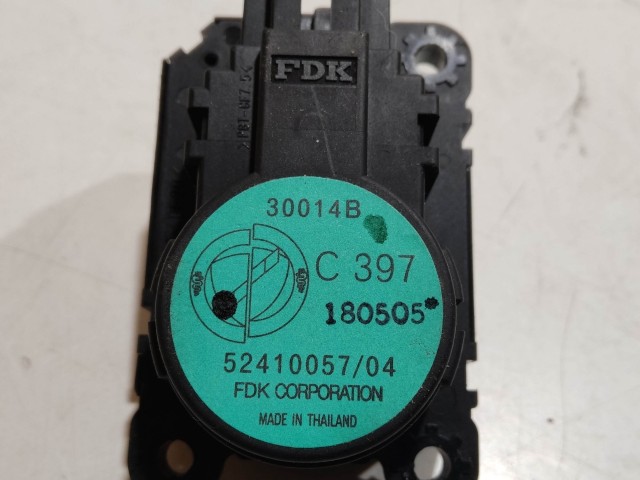 FDK
30014B
C 397
180505*
52410057/04
FDK CORPORATION
MADE IN THAILAND